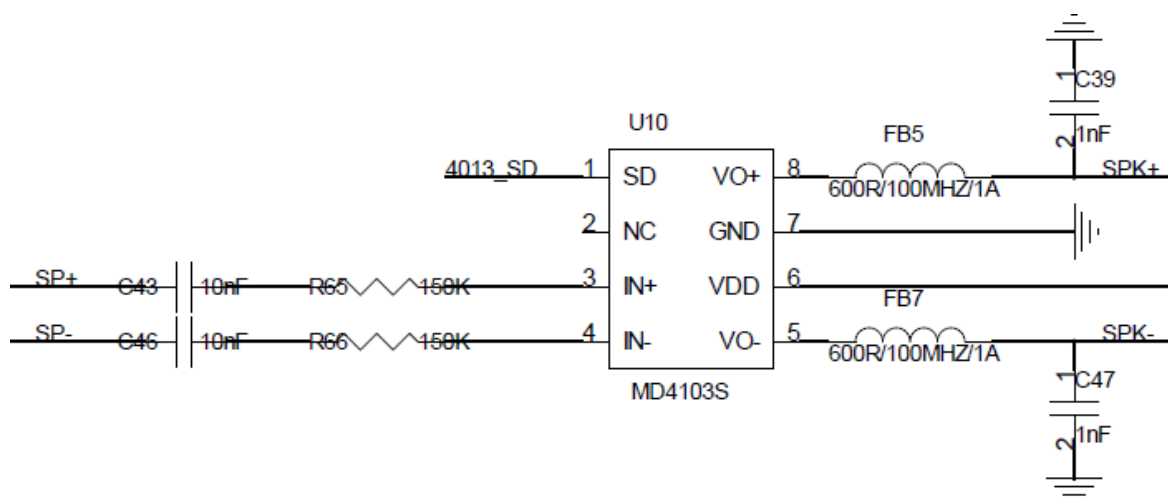 1
C39
2
1nF
U10
FB5
4013_SD
1
SD
VO+
8
600R/100MHZ/1A
SPK+
2
NC
GND
7
SP+
C43
10nF
R65
150K
3
IN+
VDD
6
FB7
SP-
C46
10nF
R66
150K
4
IN-
VO-
5
600R/100MHZ/1A
SPK-
MD4103S
1
C47
2
1nF